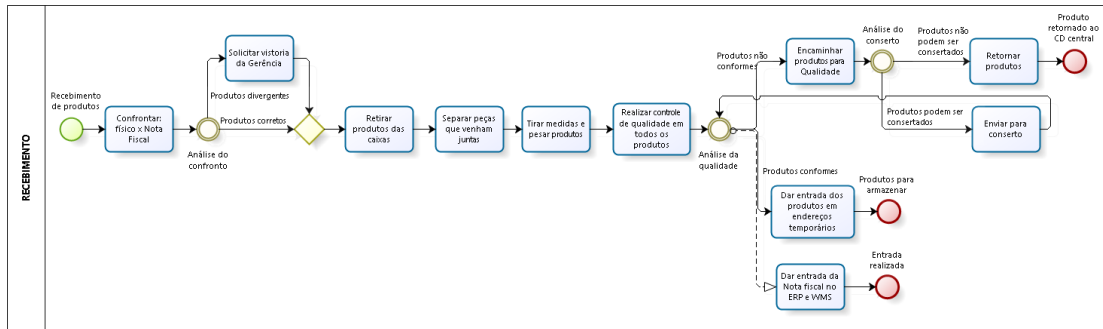 RECEBIMENTO
Recebimento
de produtos
Confrontar:
físico x Nota
Fiscal
Análise do
confronto
Solicitar vistoria
da Gerência
Produtos divergentes
Produtos corretos
Retirar
produtos das
caixas
Separar peças
que venham
juntas
Tirar medidas e
pesar produtos
Realizar controle
de qualidade em
todos os
produtos
Análise da
qualidade
Produtos não
conformes
Encaminhar
produtos para
Qualidade
Análise do
conserto
Produtos não
podem ser
consertados
Retornar
produtos
Produto
retornado ao
CD central
Produtos podem ser
consertados
Enviar para
conserto
Produtos conformes
Dar entrada dos
produtos em
endereços
temporários
Produtos para
armazenar
Dar entrada da
Nota fiscal no
ERP e WMS
Entrada
realizada